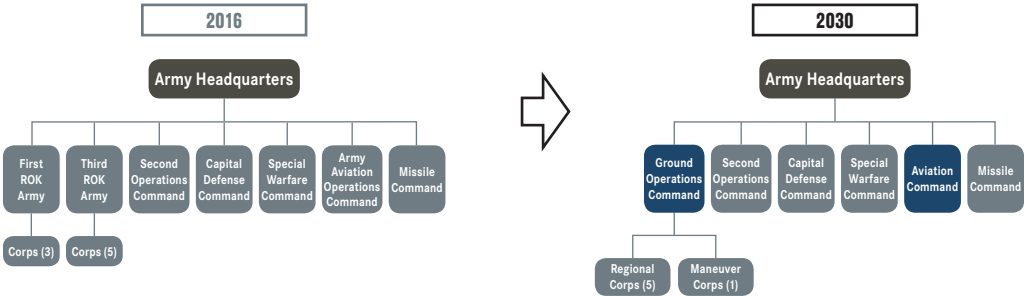 2016
Army Headquarters
First
ROK
Army
Third
ROK
Army
Second
Operations
Command
Capital
Defense
Command
Special
Warfare
Command
Army
Aviation
Operations
Command
Missile
Command
Corps (3)
Corps (5)
2030
Army Headquarters
Ground
Operations
Command
Second
Operations
Command
Capital
Defense
Command
Special
Warfare
Command
Aviation
Command
Missile
Command
Regional
Corps (5)
Maneuver
Corps (1)